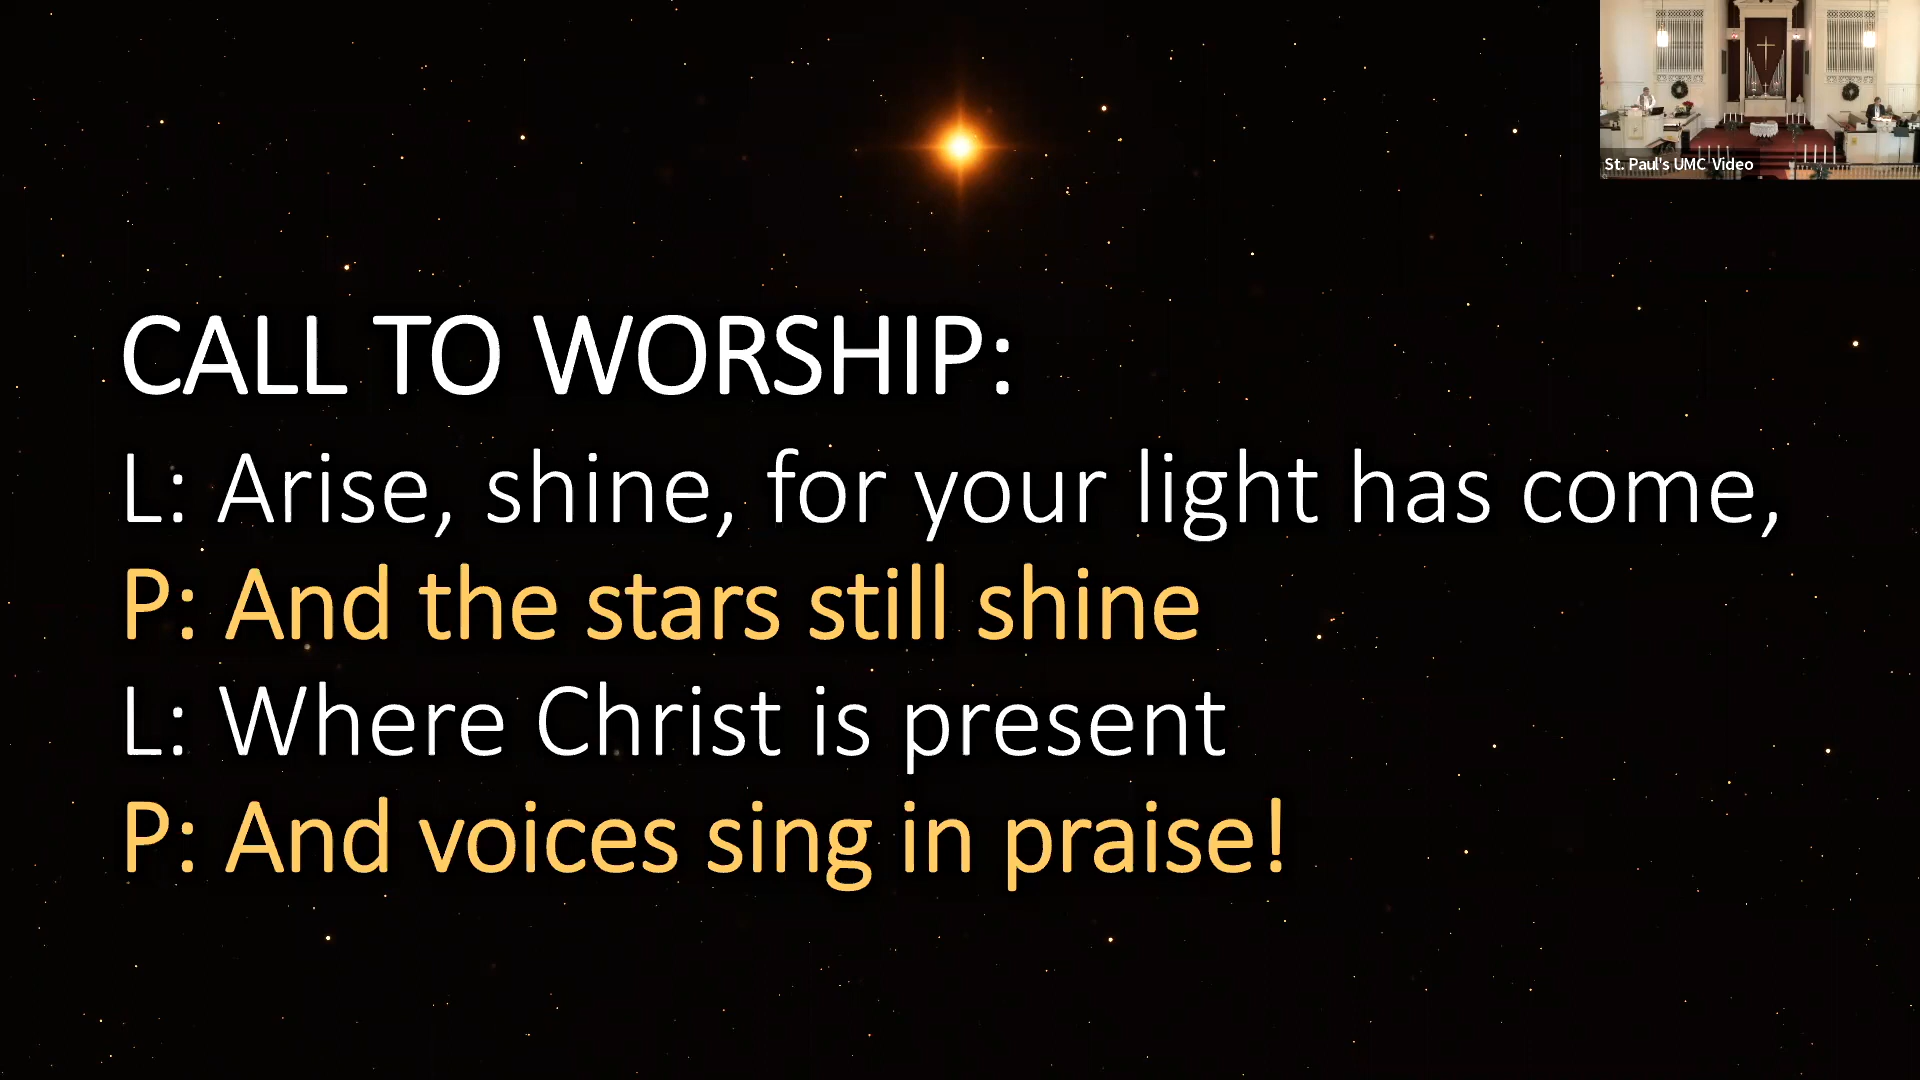 CALL TO WORSHIP:
L: Arise, shine, for your light has come,
P: And the stars still shine
L: Where Christ is present
P: And voices sing in praise!
St. Paul's UMC Video